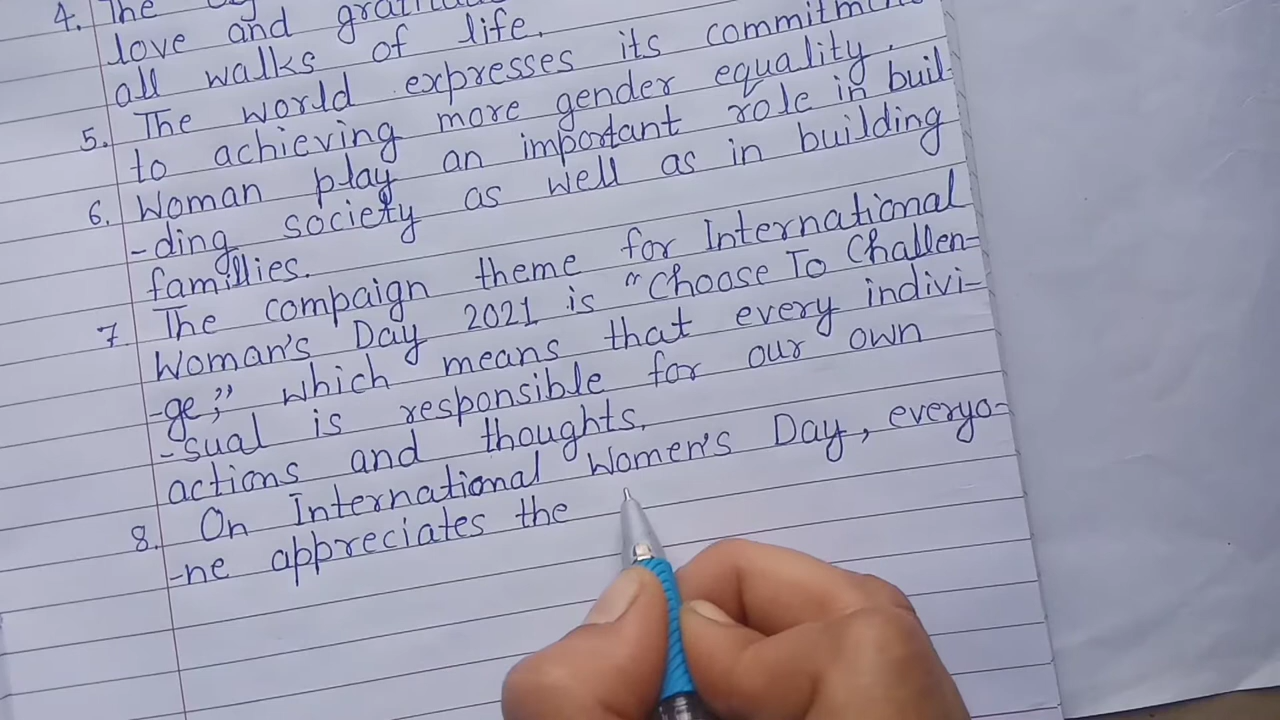 4. The
love and gratitude
all walks of life.
5. The world expresses its commitment
to achieving more gender equality.
6. Woman play an important role in buil-
-ding society as well as in building
famillies.
7. The compaign theme for International
Woman's Day 2021 is "Choose To Challen-
-ge," which means that every indivi-
-sual is responsible for our own
actions and thoughts.
8. On International Women's Day, everyo-
-ne appreciates the